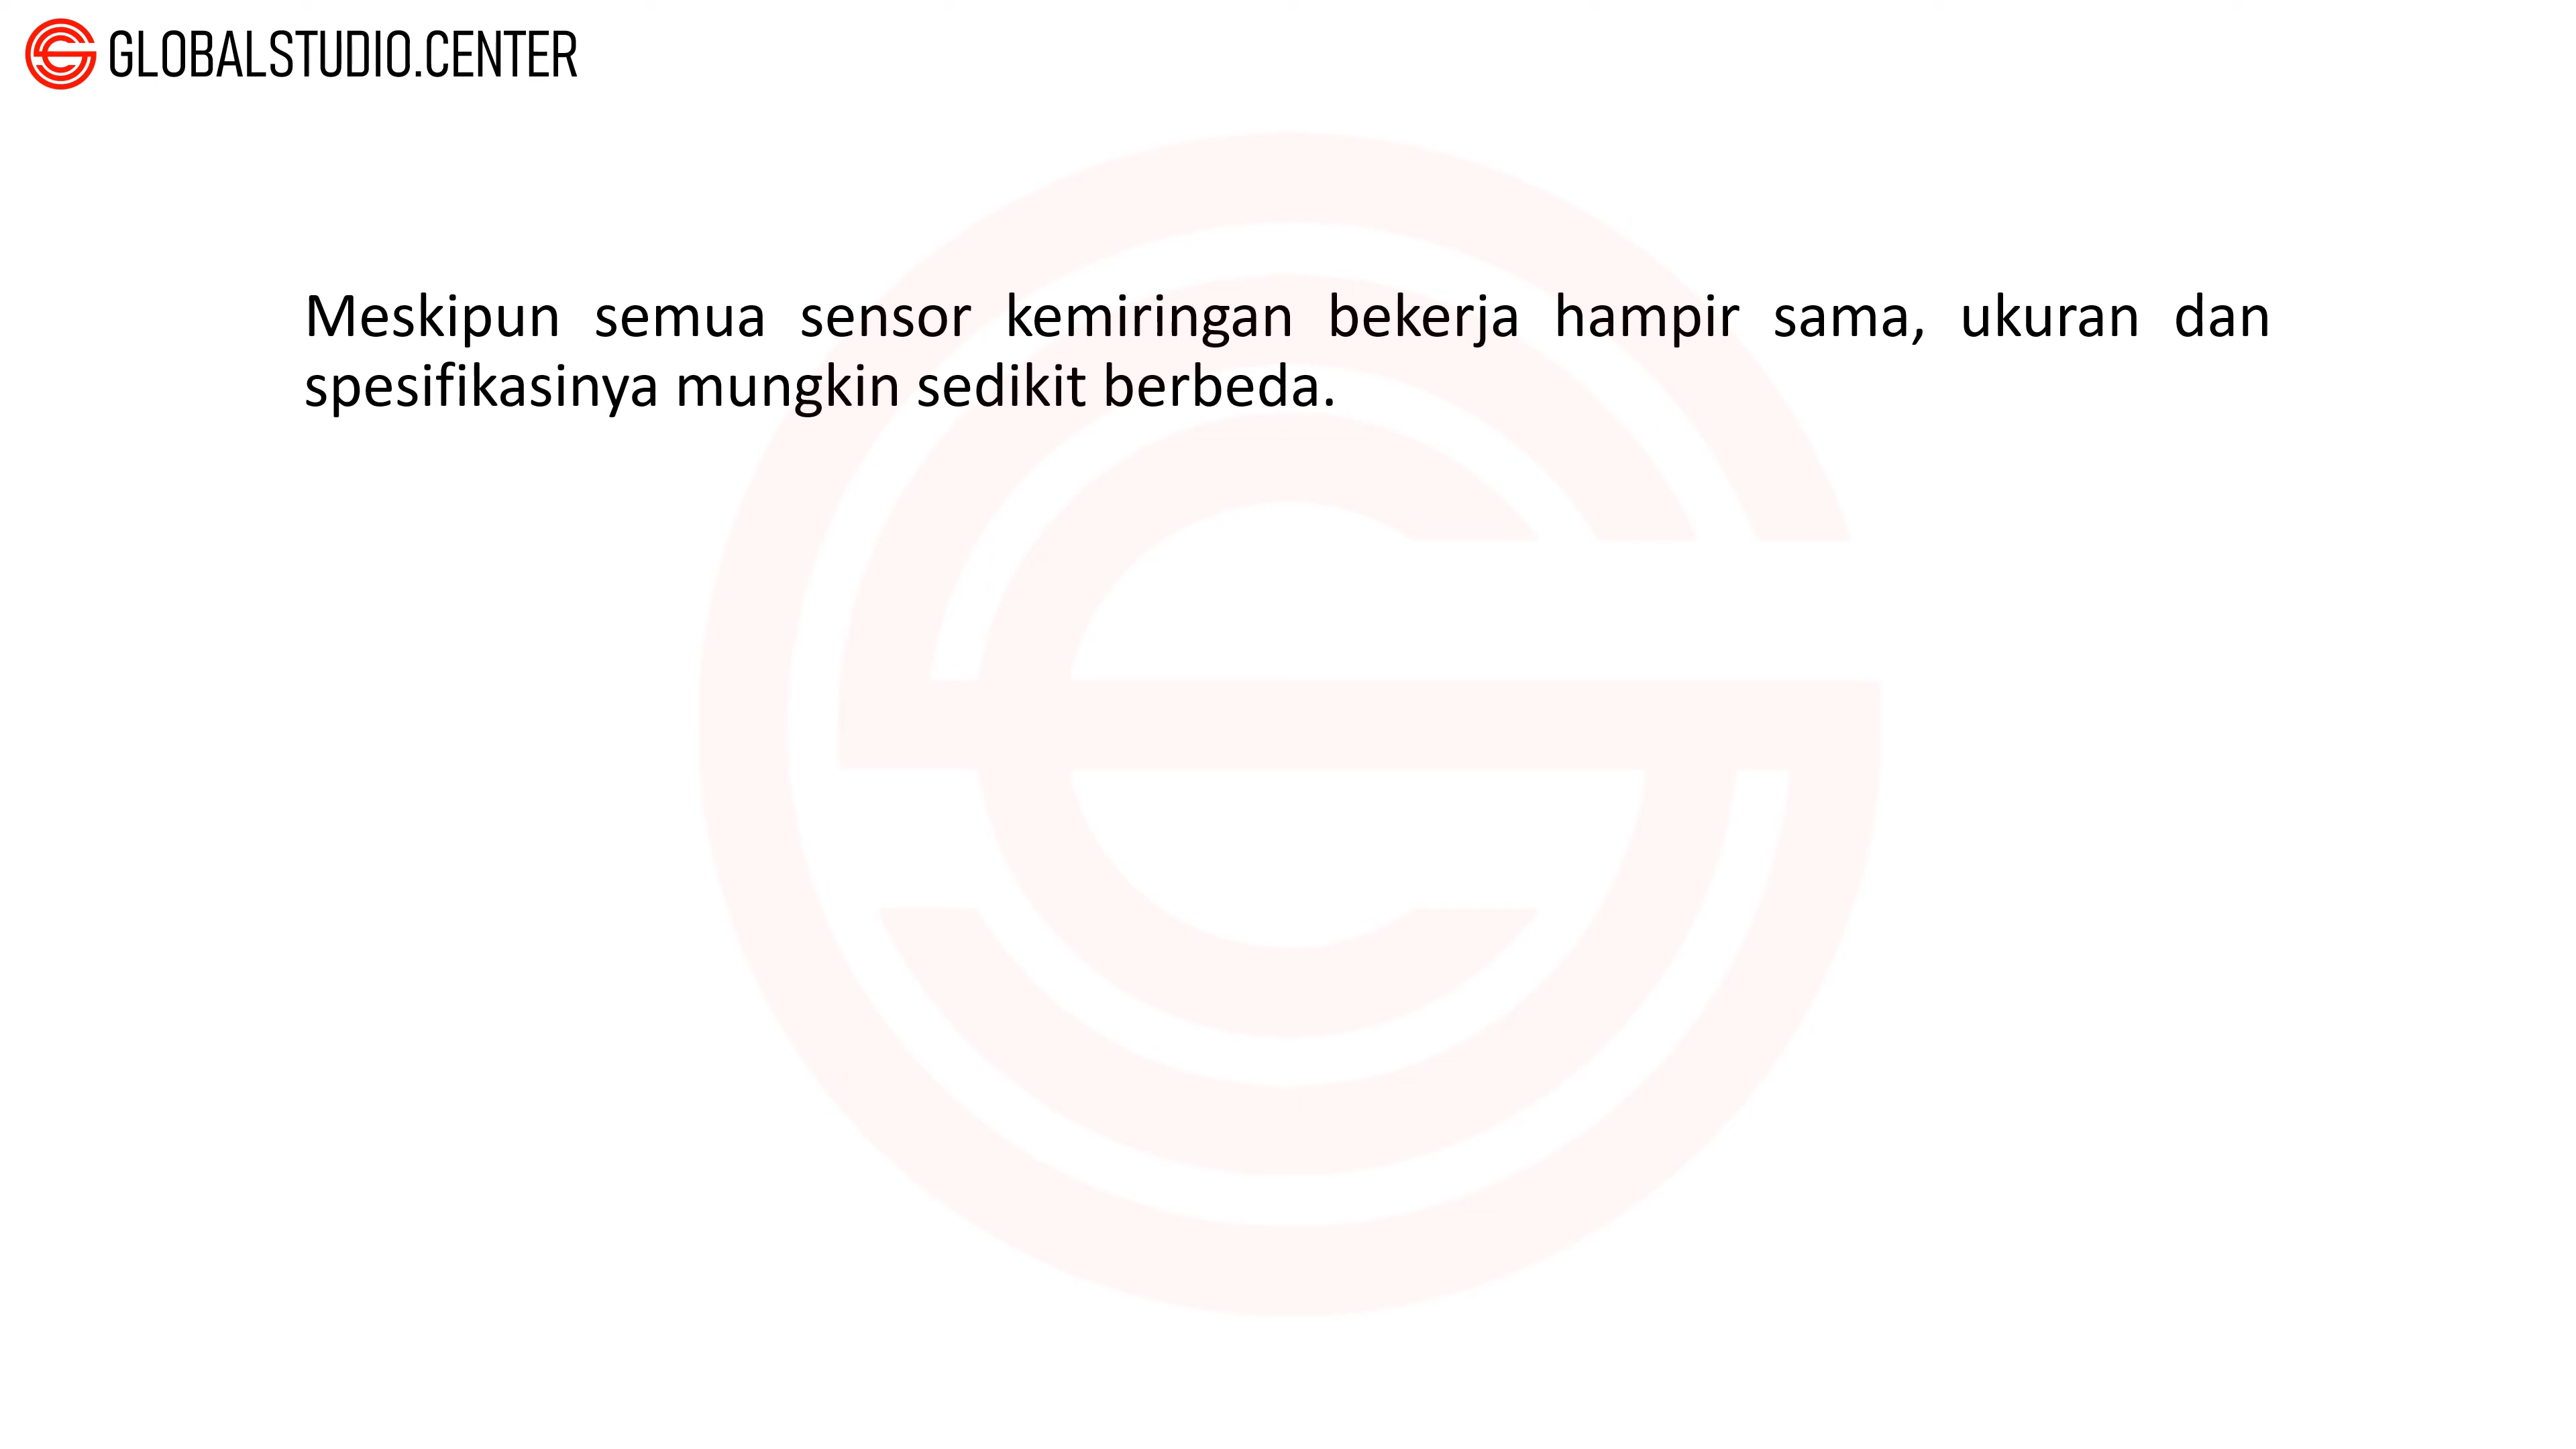 GLOBALSTUDIO.CENTER
Meskipun semua sensor kemiringan bekerja hampir sama, ukuran dan
spesifikasinya mungkin sedikit berbeda.